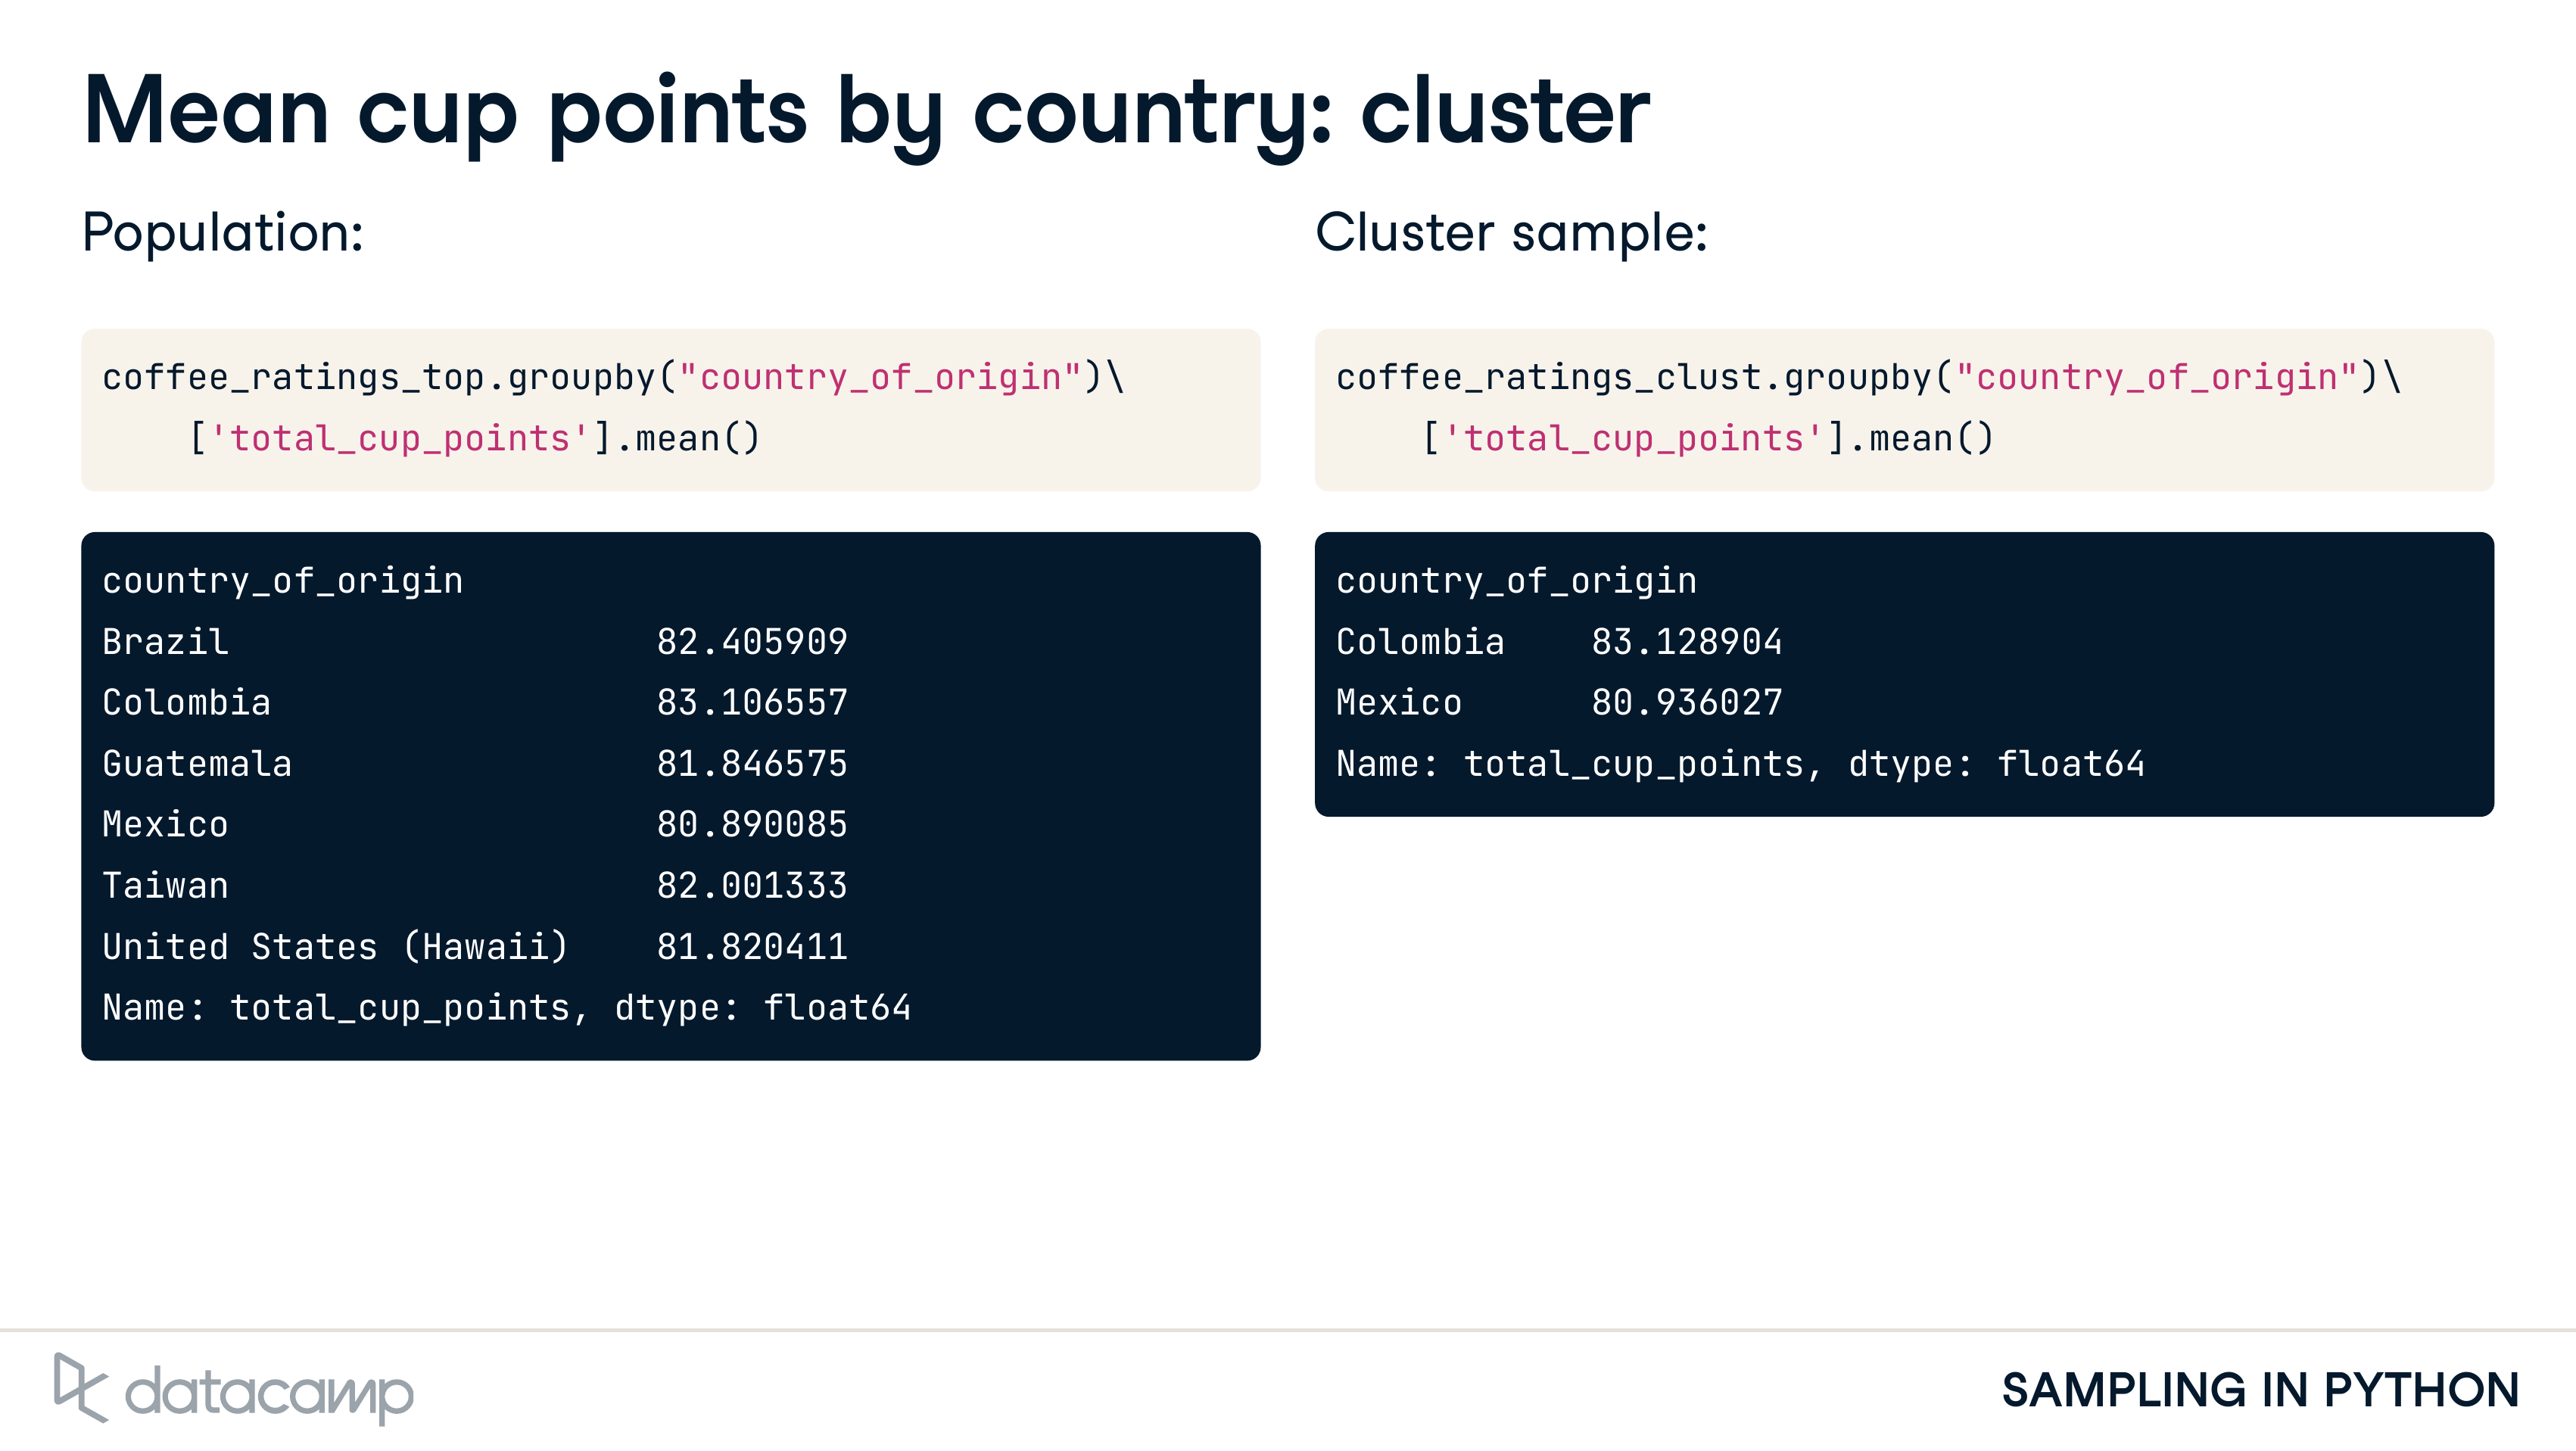 Mean cup points by country: cluster
Population:
coffee_ratings_top.groupby("country_of_origin")\
    ['total_cup_points'].mean()
country_of_origin
Brazil                    82.405909
Colombia                  83.106557
Guatemala                 81.846575
Mexico                    80.890085
Taiwan                    82.001333
United States (Hawaii)    81.820411
Name: total_cup_points, dtype: float64
Cluster sample:
coffee_ratings_clust.groupby("country_of_origin")\
    ['total_cup_points'].mean()
country_of_origin
Colombia    83.128904
Mexico      80.936027
Name: total_cup_points, dtype: float64
datacamp
SAMPLING IN PYTHON